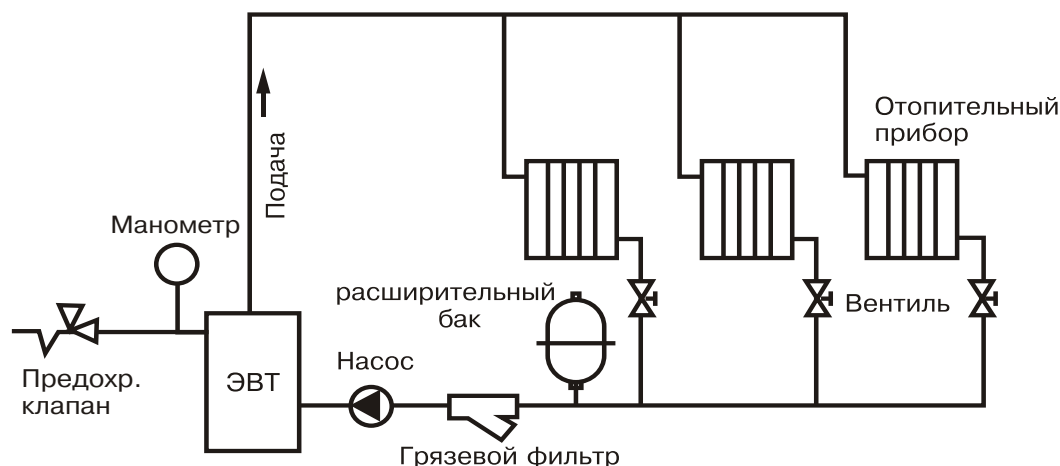 Отопительный
прибор
Подача
Манометр
расширительный
бак
Вентиль
Насос
Предохр.
клапан
ЭВТ
Грязевой фильтр